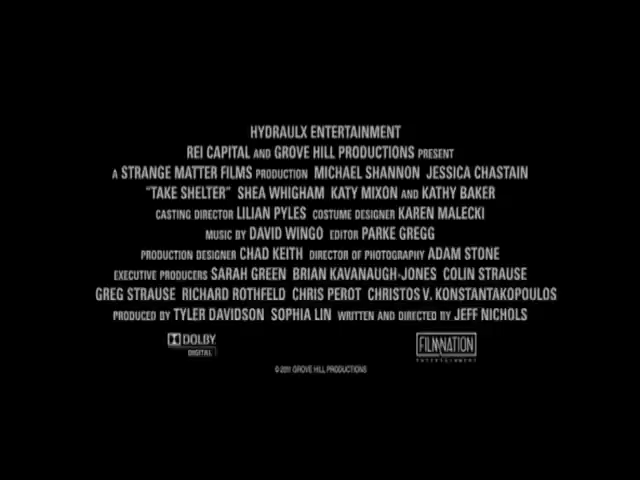 HYDRAULX ENTERTAINMENT
REI CAPITAL AND GROVE HILL PRODUCTIONS PRESENT
A STRANGE MATTER FILMS PRODUCTION MICHAEL SHANNON JESSICA CHASTAIN
"TAKE SHELTER" SHEA WHIGHAM KATY MIXON AND KATHY BAKER
CASTING DIRECTOR LILIAN PYLES COSTUME DESIGNER KAREN MALECKI
MUSIC BY DAVID WINGO EDITOR PARKE GREGG
PRODUCTION DESIGNER CHAD KEITH DIRECTOR OF PHOTOGRAPHY ADAM STONE
EXECUTIVE PRODUCERS SARAH GREEN BRIAN KAVANAUGH-JONES COLIN STRAUSE
GREG STRAUSE RICHARD ROTHFELD CHRIS PEROT CHRISTOS V. KONSTANTAKOPOULOS
PRODUCED BY TYLER DAVIDSON SOPHIA LIN WRITTEN AND DIRECTED BY JEFF NICHOLS
DOLBY
DIGITAL
FILMNATION
ENTERTAINMENT
© 2011 GROVE HILL PRODUCTIONS